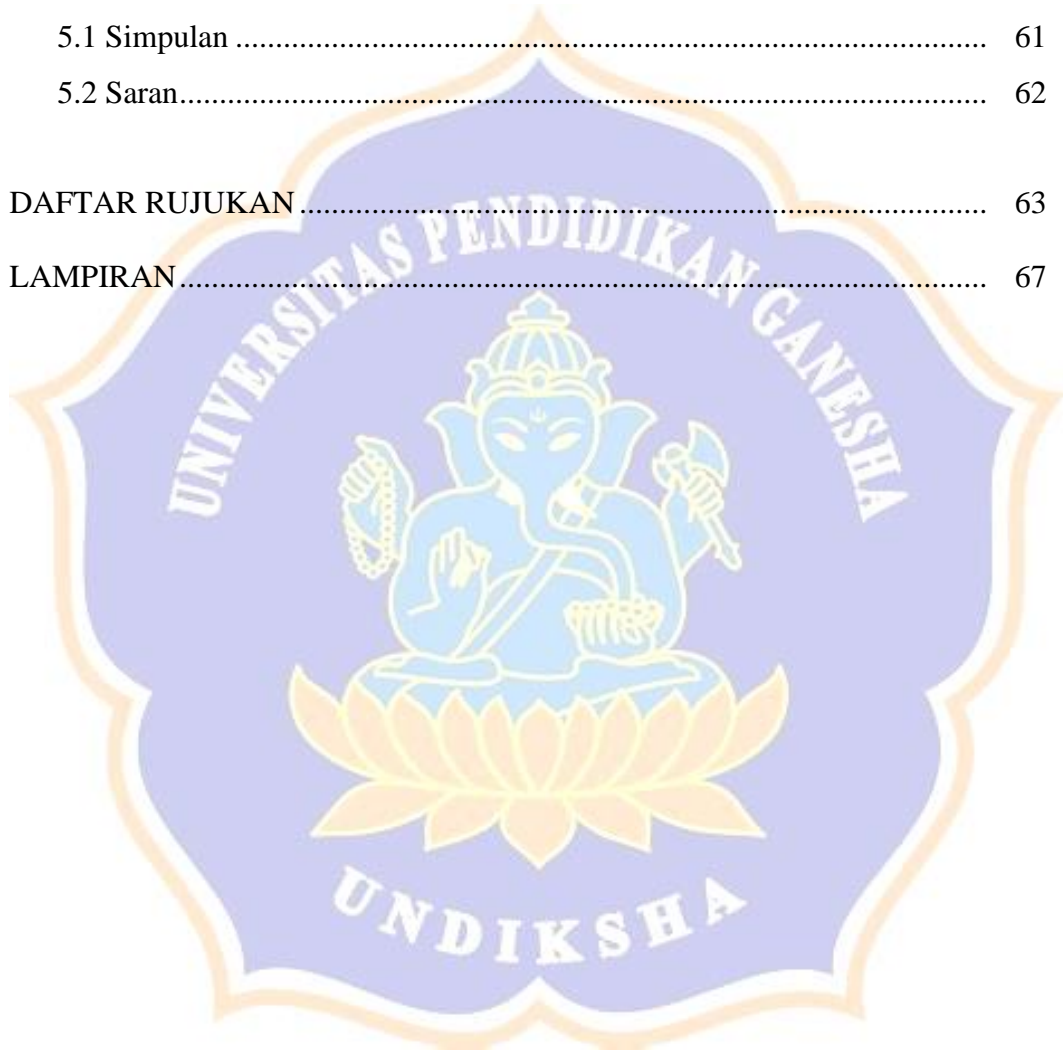 5.1 Simpulan ............................................................................................. 61
5.2 Saran.................................................................................................... 62
DAFTAR RUJUKAN ..................................................................................... 63
LAMPIRAN.................................................................................................... 67
UNIVERSITAS PENDIDIKAN GANESHA
UNDIKSHA